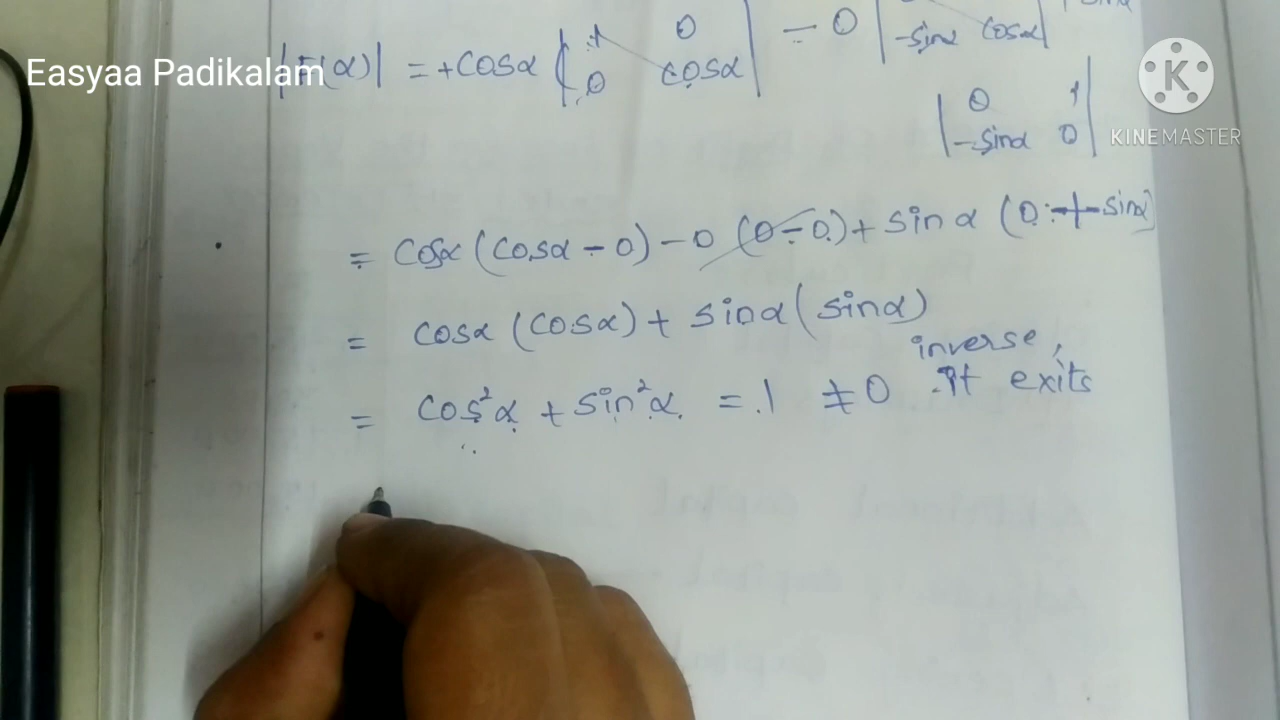 Easyaa Padikalam
|F(α)| = +cosα | 1 0 | - 0 | -sinα cosα |
0 cosα
| 0 1 |
| -sinα 0 |
KINEMASTER
= cosα (cosα - 0) - 0 (0 - 0) + sinα (0 + sinα)
= cosα (cosα) + sinα (sinα)
inverse,
= cos²α + sin²α = 1 ≠ 0 It exits